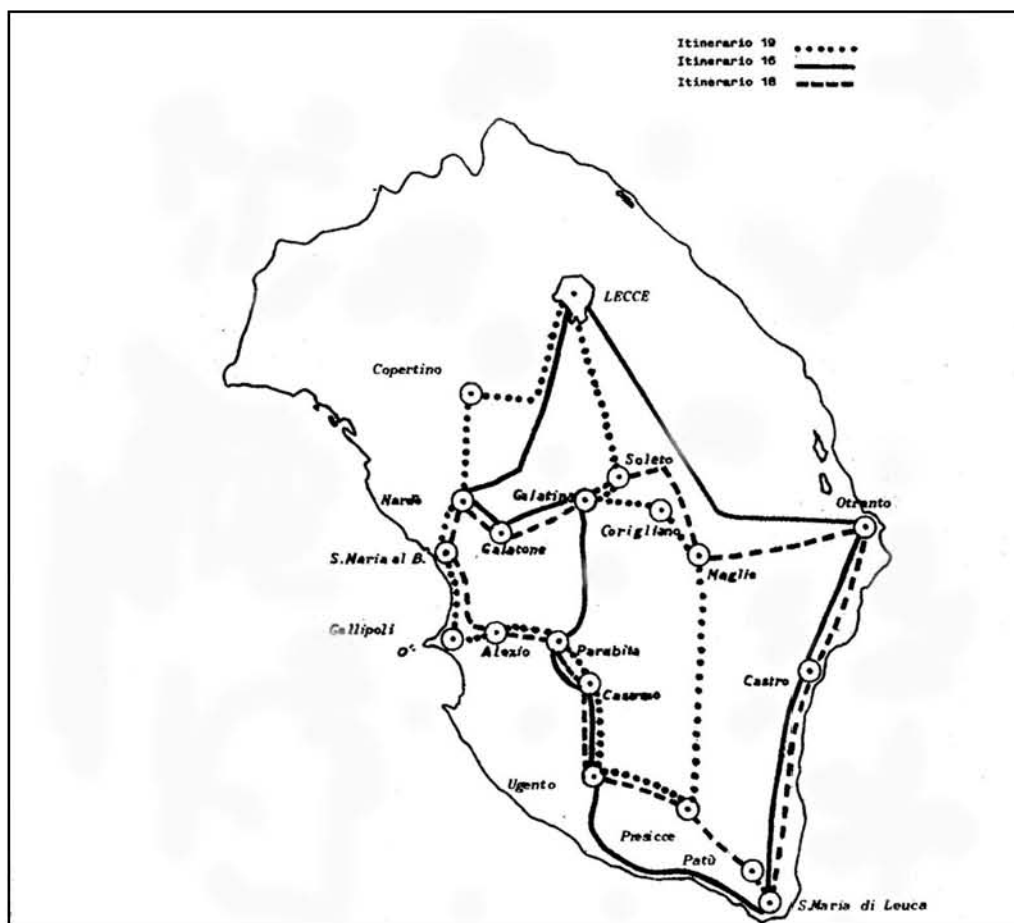 Itinerario 19
Itinerario 16
Itinerario 18
LECCE
Copertino
Soleto
Nardò
Galatina
Otranto
Corigliano
Galatone
S.Maria al B.
Maglie
Gallipoli
Alezio
Parabita
Castro
Casarano
Ugento
Presicce
Patù
S.Maria di Leuca